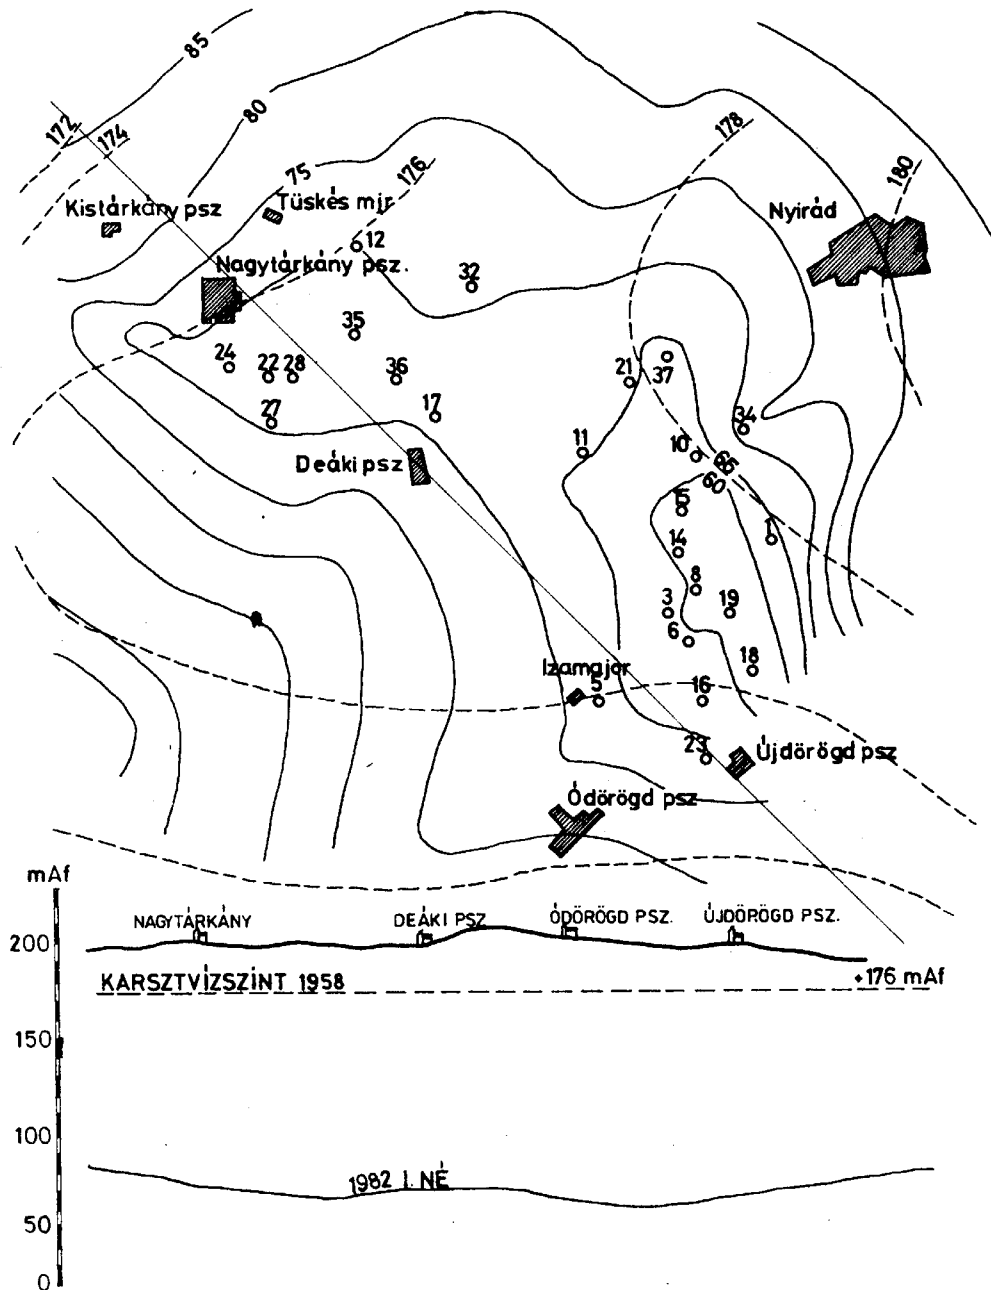 85
80
172
174
178
75
176
180
Kistárkány psz
Tüskés mjr
Nyirád
12
Nagytárkány psz.
32
35
24
22
28
36
21
37
27
17
34
11
10
65
Deáki psz
60
15
1
14
8
3
19
6
18
Izamajor
5
16
23
Újdörögd psz
Ódörögd psz
mAf
NAGYTÁRKÁNY
DEÁKI PSZ
ÓDÖRÖGD PSZ.
ÚJDÖRÖGD PSZ.
200
KARSZTVÍZSZÍNT 1958
+176 mAf
150
100
1982 I. NÉ
50
0